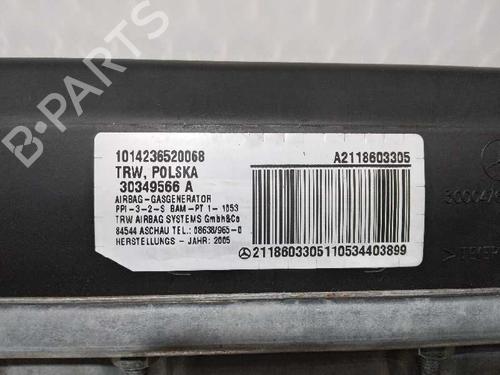 B-PARTS
1014236520068
TRW, POLSKA
30349566 A
AIRBAG-GASGENERATOR
PPI-3-2-S BAM-PT 1-1053
TRW AIRBAG SYSTEMS GmbH&Co
84544 ASCHAU TEL.: 08638/965-0
HERSTELLUNGS - JAHR: 2005
A2118603305
2118603305110534403899